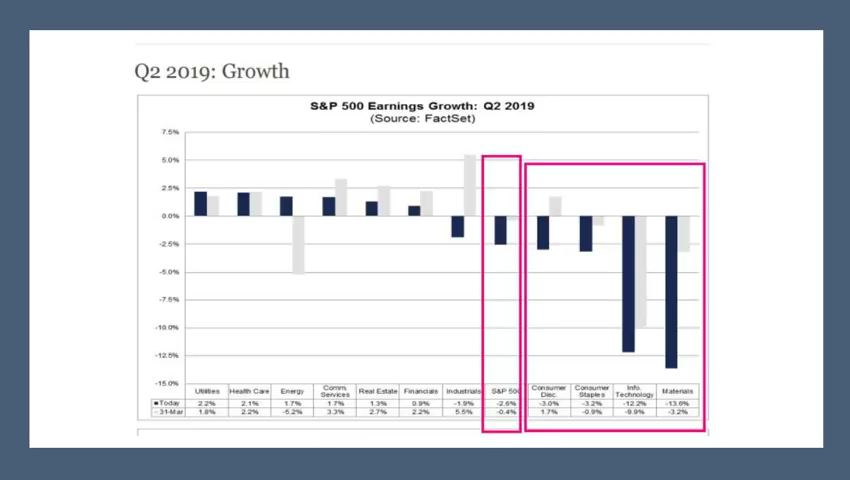 Q2 2019: Growth
S&P 500 Earnings Growth: Q2 2019
(Source: FactSet)
7.5%
5.0%
2.5%
0.0%
-2.5%
-5.0%
-7.5%
-10.0%
-12.5%
-15.0%
Utilities Health Care Energy Comm. Services Real Estate Financials Industrials S&P 500 Consumer Disc. Consumer Staples Info. Technology Materials
Today 2.2% 2.1% 1.7% 1.7% 1.3% 0.9% -1.9% -2.6% -3.0% -3.2% -12.2% -13.6%
31-Mar 1.8% 2.2% -5.2% 3.3% 2.7% 2.2% 5.5% -0.4% 1.7% -0.9% -9.9% -3.2%